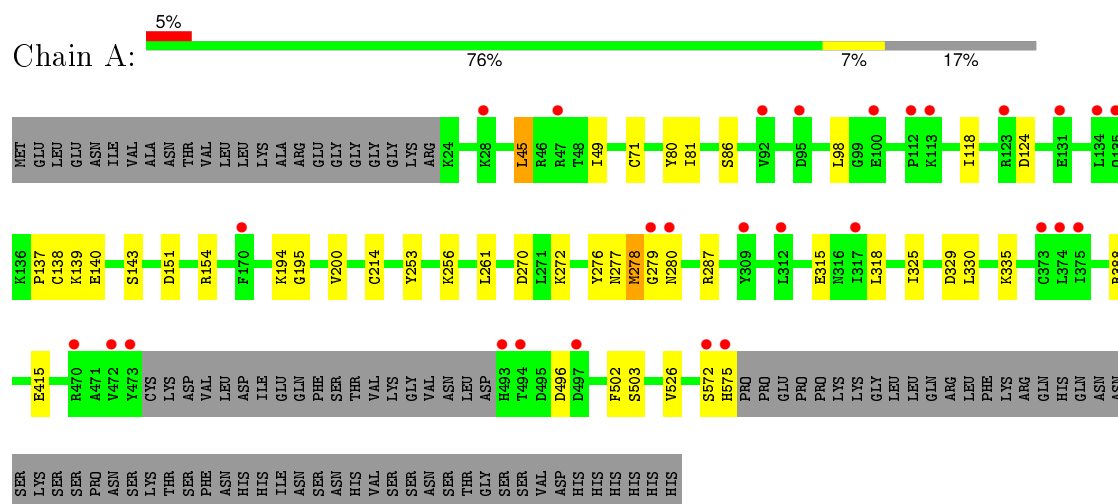 5%
Chain A:
76% 7% 17%
MET GLU LEU GLU ASN ILE VAL ALA ASN THR VAL LEU LEU LYS ALA ARG GLU GLY GLY GLY GLY LYS ARG K24 K28 L45 R46 R47 T48 I49 C71 Y80 I81 S86 V92 D95 L98 G99 E100 P112 K113 I118 R123 D124 E131 L134 Q135
K136 P137 C138 K139 E140 S143 D151 R154 F170 K194 G195 V200 C214 Y253 K256 L261 D270 L271 K272 Y276 N277 M278 G279 N280 R287 Y309 L312 E315 N316 I317 L318 I325 D329 L330 K335 C373 L374 I375 R388
E415 R470 A471 V472 Y473 CYS LYS ASP VAL LEU ASP ILE GLU GLN PHE SER THR VAL LYS GLY VAL ASN LEU ASP H493 T494 D495 D496 D497 F502 S503 V526 S572 H575 PRO PRO GLU PRO PRO LYS LYS GLY LEU LEU GLN ARG LEU PHE LYS ARG GLN HIS GLN ASN ASN
SER LYS SER SER PRO ASN SER LYS THR SER PHE ASN HIS HIS ILE ASN SER ASN HIS VAL SER SER ASN SER THR GLY SER SER VAL ASP HIS HIS HIS HIS HIS HIS